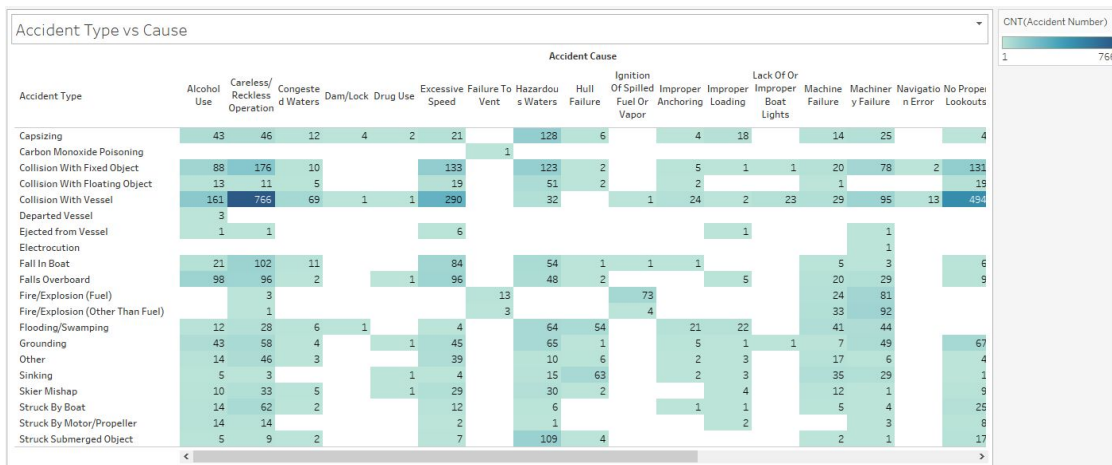 Accident Type vs Cause
CNT(Accident Number)
1 766
Accident Cause
Accident Type
Alcohol Use
Careless/ Reckless Operation
Congeste d Waters
Dam/Lock
Drug Use
Excessive Speed
Failure To Vent
Hazardou s Waters
Hull Failure
Ignition Of Spilled Fuel Or Vapor
Improper Anchoring
Improper Loading
Lack Of Or Improper Boat Lights
Machine Failure
Machiner y Failure
Navigatio n Error
No Proper Lookouts
Capsizing 43 46 12 4 2 21 128 6 4 18 14 25 4
Carbon Monoxide Poisoning 1
Collision With Fixed Object 88 176 10 133 123 2 5 1 1 20 78 2 131
Collision With Floating Object 13 11 5 19 51 2 2 1 19
Collision With Vessel 161 766 69 1 1 290 32 1 24 2 23 29 95 13 494
Departed Vessel 3
Ejected from Vessel 1 1 6 1 1
Electrocution 1
Fall In Boat 21 102 11 84 54 1 1 1 5 3 6
Falls Overboard 98 96 2 1 96 48 2 5 20 29 9
Fire/Explosion (Fuel) 3 13 73 24 81
Fire/Explosion (Other Than Fuel) 1 3 4 33 92
Flooding/Swamping 12 28 6 1 4 64 54 21 22 41 44
Grounding 43 58 4 1 45 65 1 5 1 1 7 49 67
Other 14 46 3 39 10 6 2 3 17 6 4
Sinking 5 3 1 4 15 63 2 3 35 29 1
Skier Mishap 10 33 5 1 29 30 2 4 12 1 9
Struck By Boat 14 62 2 12 6 1 1 5 4 25
Struck By Motor/Propeller 14 14 2 1 2 3 8
Struck Submerged Object 5 9 2 7 109 4 2 1 17